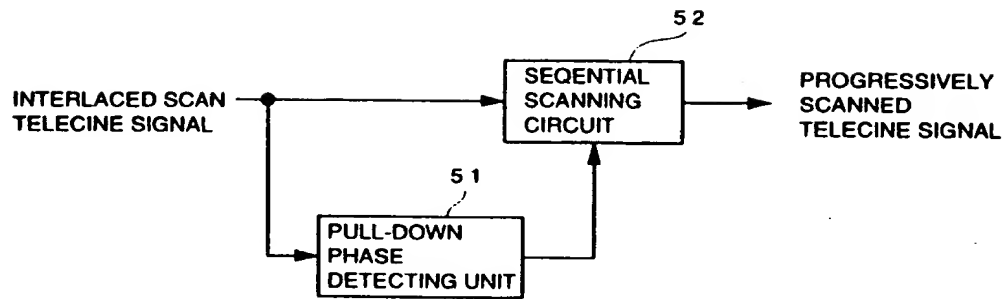 52
INTERLACED SCAN
TELECINE SIGNAL
SEQENTIAL
SCANNING
CIRCUIT
PROGRESSIVELY
SCANNED
TELECINE SIGNAL
51
PULL-DOWN
PHASE
DETECTING UNIT